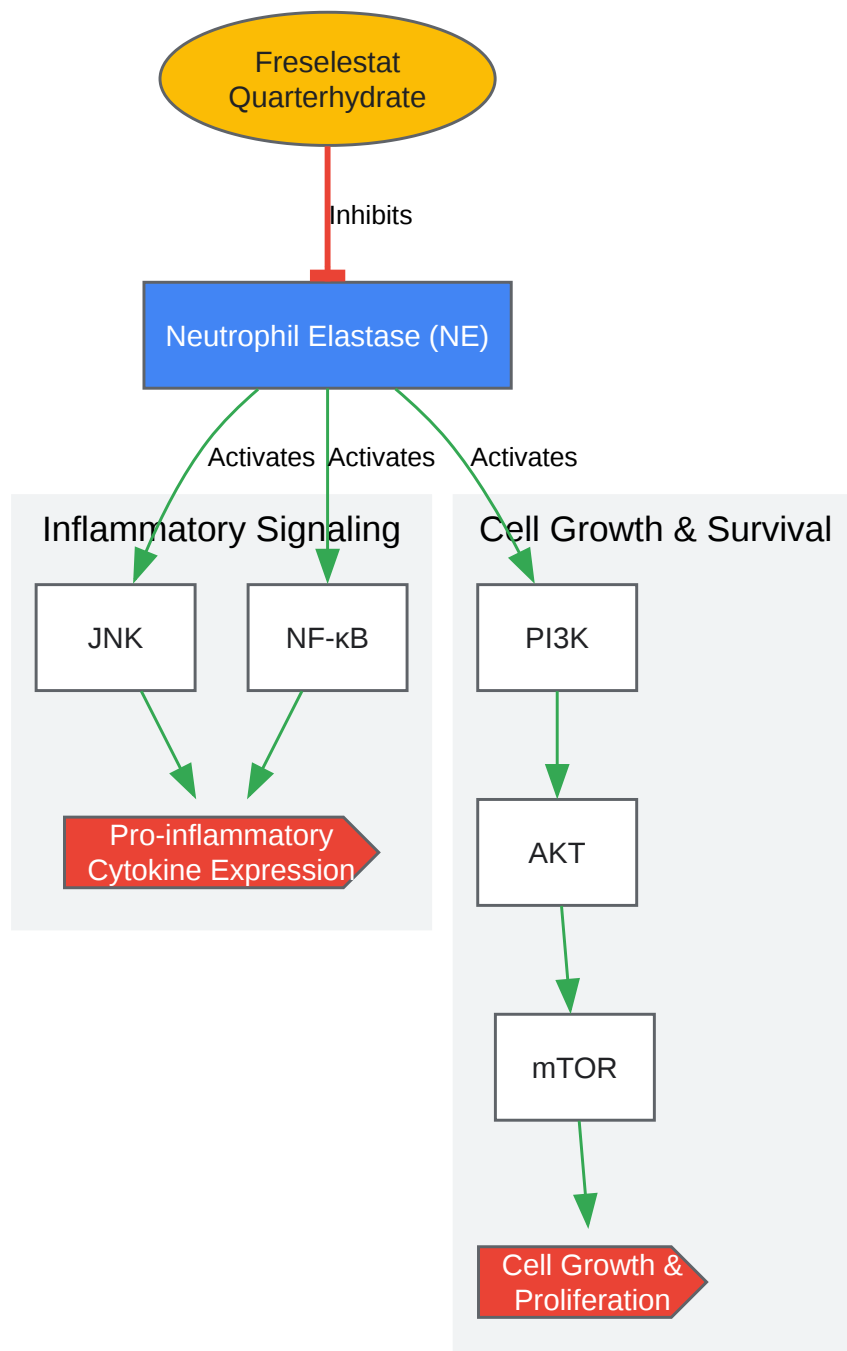 Freselestat
Quarterhydrate
Inhibits
Neutrophil Elastase (NE)
Activates
Activates
Activates
Inflammatory Signaling
Cell Growth & Survival
JNK
NF-κB
PI3K
Pro-inflammatory
Cytokine Expression
AKT
mTOR
Cell Growth &
Proliferation